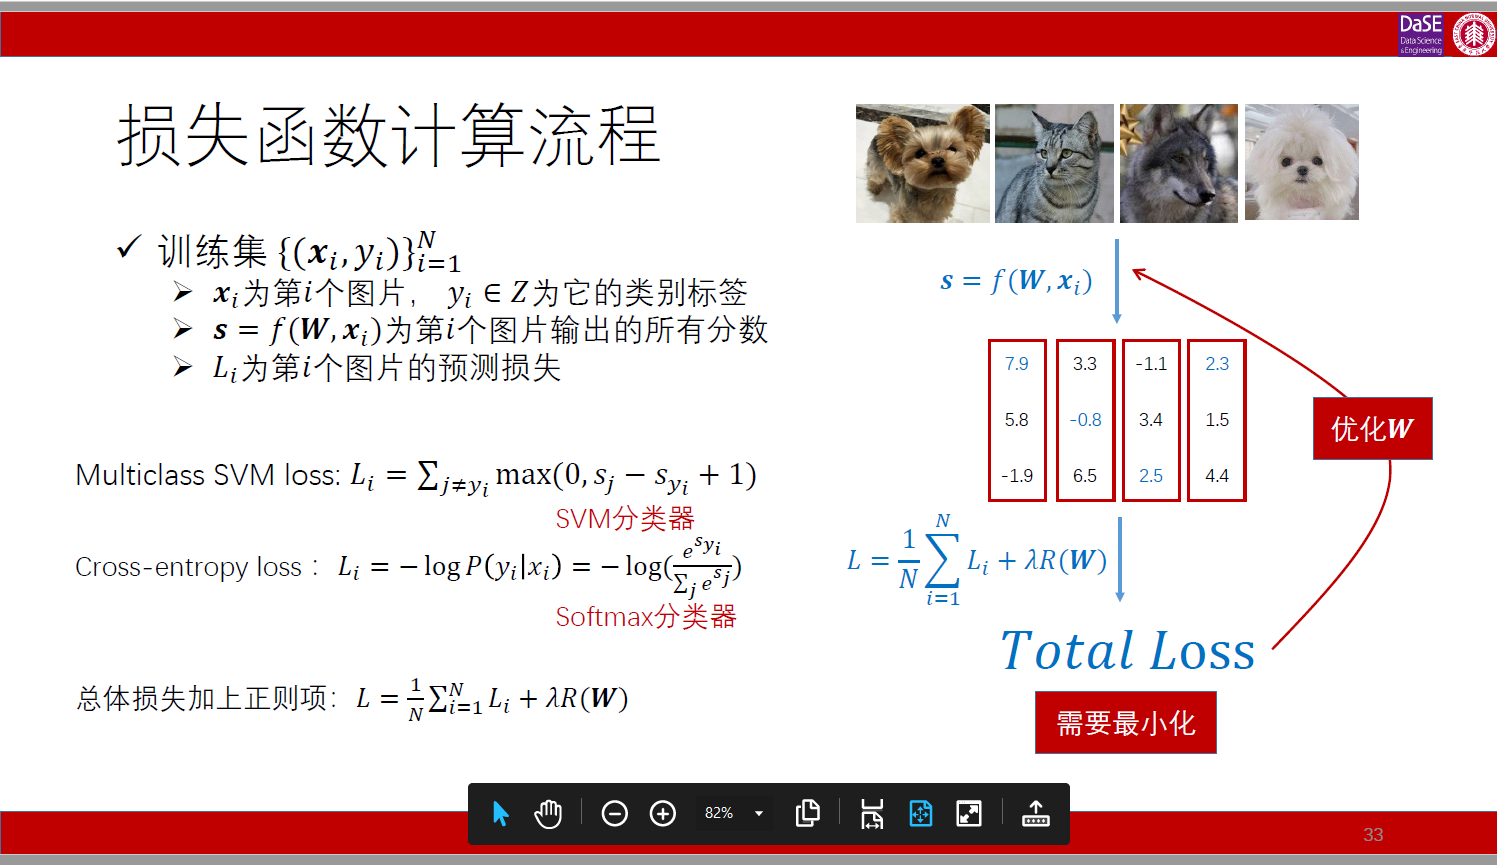 DaSE
Data Science
& Engineering
损失函数计算流程
✓ 训练集 {(𝒙ᵢ, yᵢ)}ᵢ₌₁ᴺ
➢ 𝒙ᵢ为第i个图片， yᵢ ∈ Z为它的类别标签
➢ 𝒔 = f(𝑾, 𝒙ᵢ)为第i个图片输出的所有分数
➢ Lᵢ为第i个图片的预测损失
Multiclass SVM loss: Lᵢ = ∑_{j≠yᵢ} max(0, s_j − s_{yᵢ} + 1)
SVM分类器
Cross-entropy loss： Lᵢ = − log P(yᵢ|xᵢ) = − log(e^{s_{yᵢ}} / ∑_j e^{s_j})
Softmax分类器
总体损失加上正则项：L = 1/N ∑ᵢ₌₁ᴺ Lᵢ + λR(𝑾)
𝒔 = f(𝑾, 𝒙ᵢ)
7.9 3.3 -1.1 2.3
5.8 -0.8 3.4 1.5
-1.9 6.5 2.5 4.4
优化𝑾
L = 1/N ∑ᵢ₌₁ᴺ Lᵢ + λR(𝑾)
Total Loss
需要最小化
82%
33